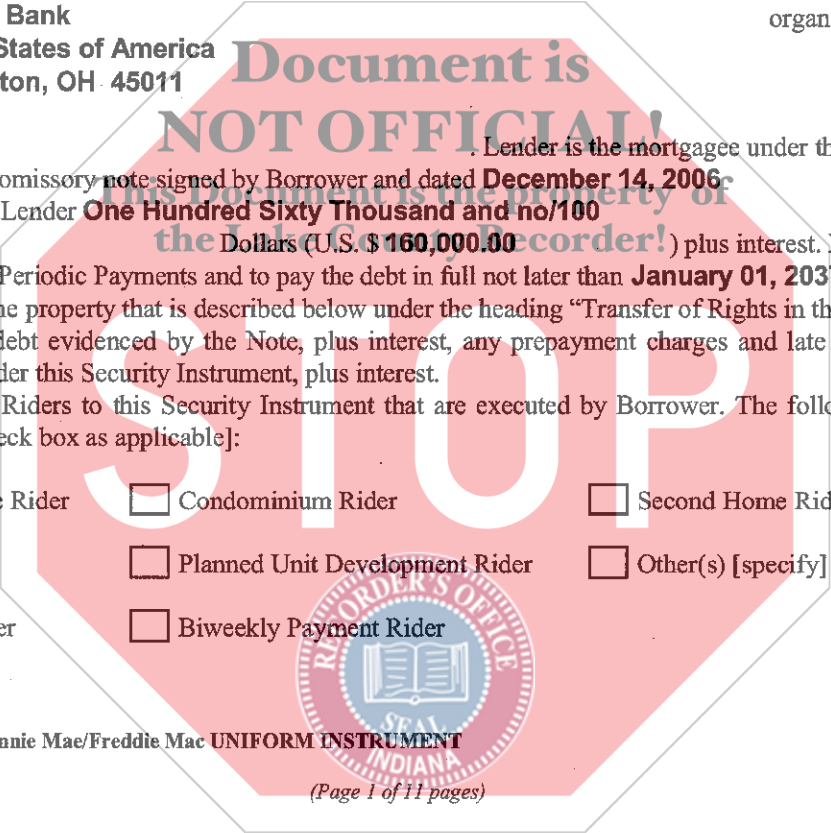 Bank
organ
States of America
ton, OH 45011
Document is
NOT OFFICIAL!
. Lender is the mortgagee under th
omissory note signed by Borrower and dated December 14, 2006
This Document is the property of
Lender One Hundred Sixty Thousand and no/100
the Lake County Recorder!
Dollars (U.S. $ 160,000.00 ) plus interest.
Periodic Payments and to pay the debt in full not later than January 01, 203
he property that is described below under the heading “Transfer of Rights in th
debt evidenced by the Note, plus interest, any prepayment charges and late
der this Security Instrument, plus interest.
Riders to this Security Instrument that are executed by Borrower. The follo
eck box as applicable]:
STOP
e Rider
Condominium Rider
Second Home Rid
Planned Unit Development Rider
Other(s) [specify]
er
Biweekly Payment Rider
RECORDER'S OFFICE
SEAL
INDIANA
nnie Mae/Freddie Mac UNIFORM INSTRUMENT
(Page 1 of 11 pages)